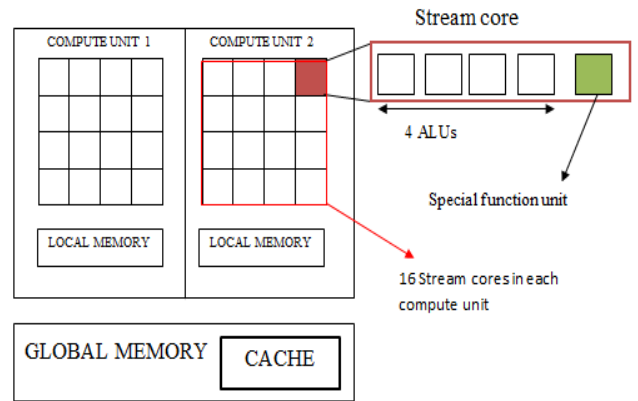 Stream core
COMPUTE UNIT 1
COMPUTE UNIT 2
4 ALUs
Special function unit
LOCAL MEMORY
LOCAL MEMORY
16 Stream cores in each
compute unit
GLOBAL MEMORY
CACHE